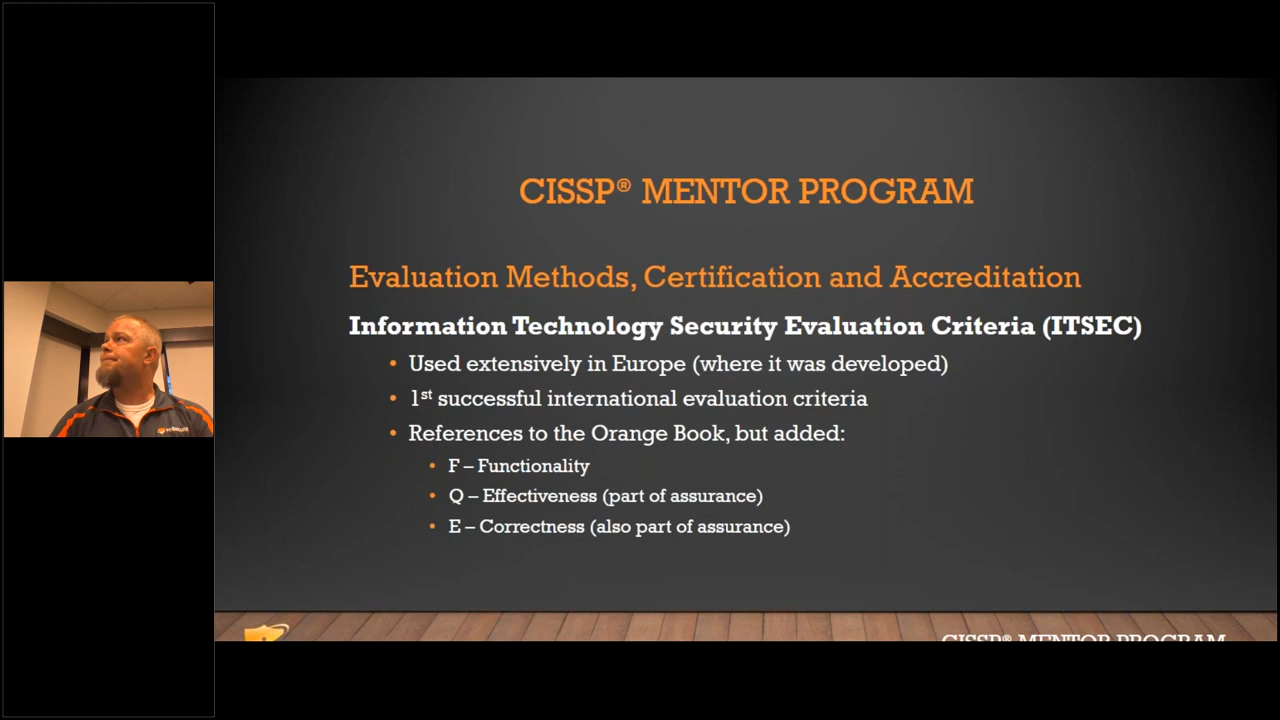 CISSP® MENTOR PROGRAM
Evaluation Methods, Certification and Accreditation
Information Technology Security Evaluation Criteria (ITSEC)
• Used extensively in Europe (where it was developed)
• 1st successful international evaluation criteria
• References to the Orange Book, but added:
• F – Functionality
• Q – Effectiveness (part of assurance)
• E – Correctness (also part of assurance)
CISSP® MENTOR PROGRAM